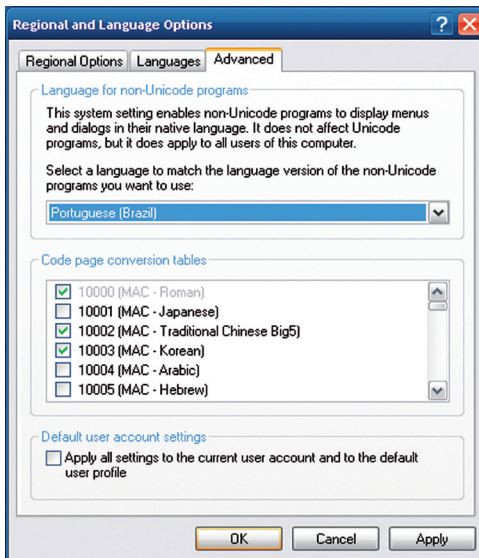 Regional and Language Options
Regional Options
Languages
Advanced
Language for non-Unicode programs
This system setting enables non-Unicode programs to display menus
and dialogs in their native language. It does not affect Unicode
programs, but it does apply to all users of this computer.
Select a language to match the language version of the non-Unicode
programs you want to use:
Portuguese (Brazil)
Code page conversion tables
10000 (MAC - Roman)
10001 (MAC - Japanese)
10002 (MAC - Traditional Chinese Big5)
10003 (MAC - Korean)
10004 (MAC - Arabic)
10005 (MAC - Hebrew)
Default user account settings
Apply all settings to the current user account and to the default
user profile
OK
Cancel
Apply